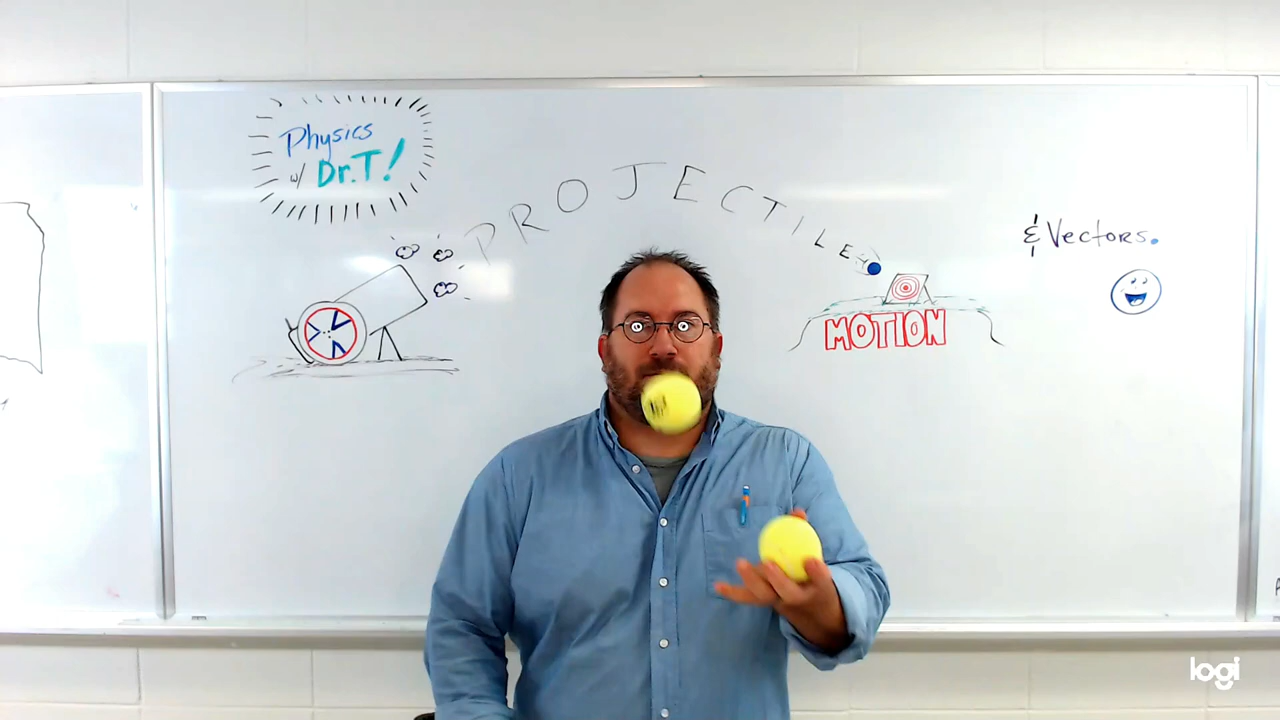 Physics
w/ Dr.T!
PROJECTILE
& Vectors.
MOTION
logi